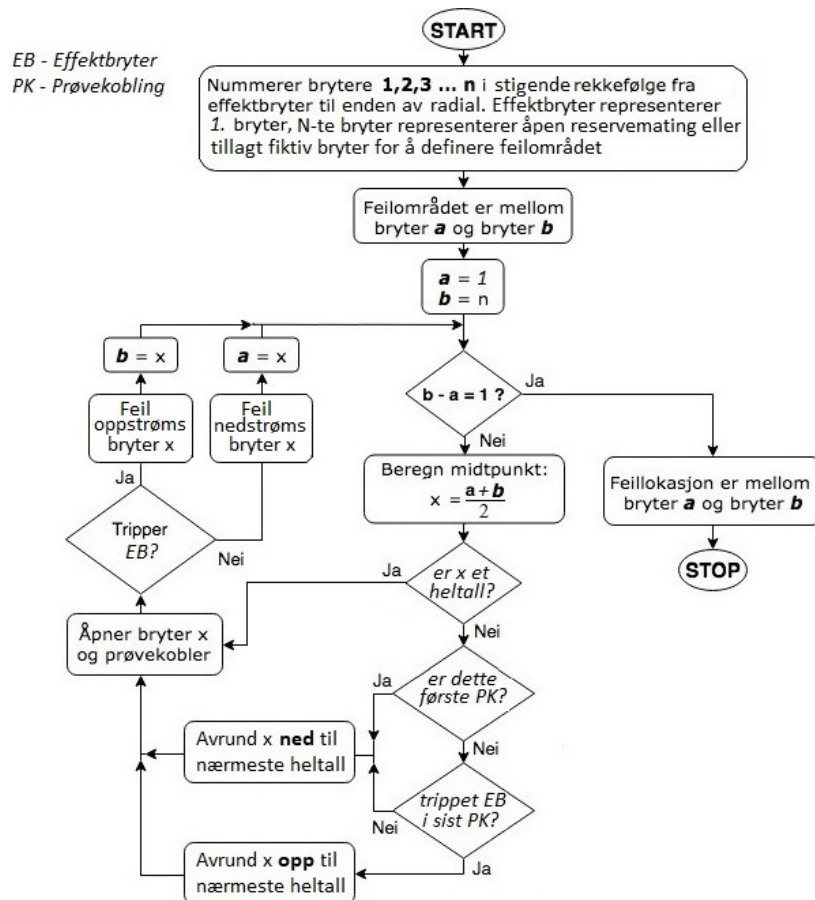 START
EB - Effektbryter
PK - Prøvekobling
Nummerer brytere 1,2,3 ... n i stigende rekkefølge fra
effektbryter til enden av radial. Effektbryter representerer
1. bryter, N-te bryter representerer åpen reservemating eller
tillagt fiktiv bryter for å definere feilområdet
Feilområdet er mellom
bryter a og bryter b
a = 1
b = n
b = x
a = x
b - a = 1 ?
Ja
Nei
Feil
oppstrøms
bryter x
Feil
nedstrøms
bryter x
Beregn midtpunkt:
x = a+b
2
Feillokasjon er mellom
bryter a og bryter b
STOP
Ja
Tripper
EB?
Nei
Ja
er x et
heltall?
Nei
Åpner bryter x
og prøvekobler
Ja
er dette
første PK?
Nei
Avrund x ned til
nærmeste heltall
trippet EB
i sist PK?
Nei
Ja
Avrund x opp til
nærmeste heltall